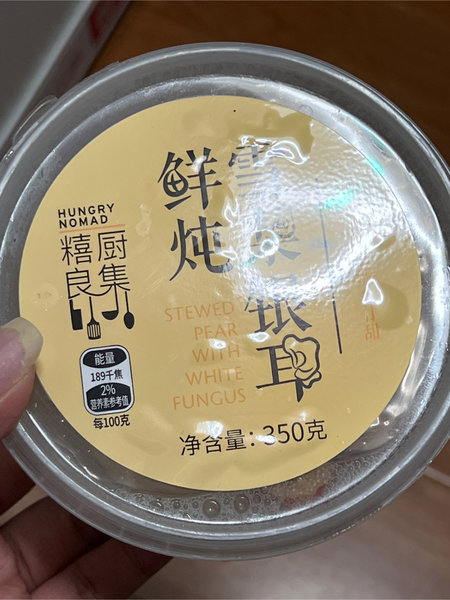 鲜炖
雪梨银耳
HUNGRY
NOMAD
糦厨
良集
STEWED
PEAR
WITH
WHITE
FUNGUS
能量
189千焦
2%
营养素参考值
每100克
净含量：350克